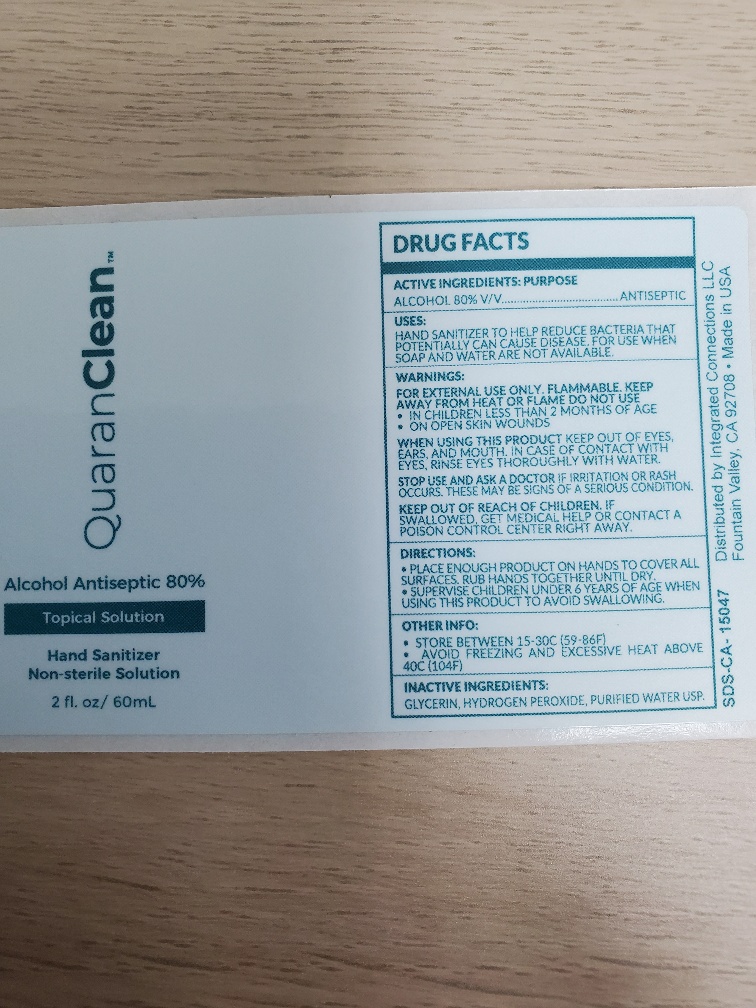 QuaranClean™
Alcohol Antiseptic 80%
Topical Solution
Hand Sanitizer
Non-sterile Solution
2 fl. oz/ 60mL
DRUG FACTS
ACTIVE INGREDIENTS: PURPOSE
ALCOHOL 80% V/V..................................ANTISEPTIC
USES:
HAND SANITIZER TO HELP REDUCE BACTERIA THAT
POTENTIALLY CAN CAUSE DISEASE. FOR USE WHEN
SOAP AND WATER ARE NOT AVAILABLE.
WARNINGS:
FOR EXTERNAL USE ONLY. FLAMMABLE. KEEP
AWAY FROM HEAT OR FLAME DO NOT USE
• IN CHILDREN LESS THAN 2 MONTHS OF AGE
• ON OPEN SKIN WOUNDS
WHEN USING THIS PRODUCT KEEP OUT OF EYES,
EARS, AND MOUTH. IN CASE OF CONTACT WITH
EYES, RINSE EYES THOROUGHLY WITH WATER.
STOP USE AND ASK A DOCTOR IF IRRITATION OR RASH
OCCURS. THESE MAY BE SIGNS OF A SERIOUS CONDITION.
KEEP OUT OF REACH OF CHILDREN. IF
SWALLOWED, GET MEDICAL HELP OR CONTACT A
POISON CONTROL CENTER RIGHT AWAY.
DIRECTIONS:
• PLACE ENOUGH PRODUCT ON HANDS TO COVER ALL
SURFACES. RUB HANDS TOGETHER UNTIL DRY.
• SUPERVISE CHILDREN UNDER 6 YEARS OF AGE WHEN
USING THIS PRODUCT TO AVOID SWALLOWING.
OTHER INFO:
• STORE BETWEEN 15-30C (59-86F)
• AVOID FREEZING AND EXCESSIVE HEAT ABOVE
40C (104F)
INACTIVE INGREDIENTS:
GLYCERIN, HYDROGEN PEROXIDE, PURIFIED WATER USP.
Distributed by Integrated Connections LLC
Fountain Valley, CA 92708 • Made in USA
SDS-CA- 15047